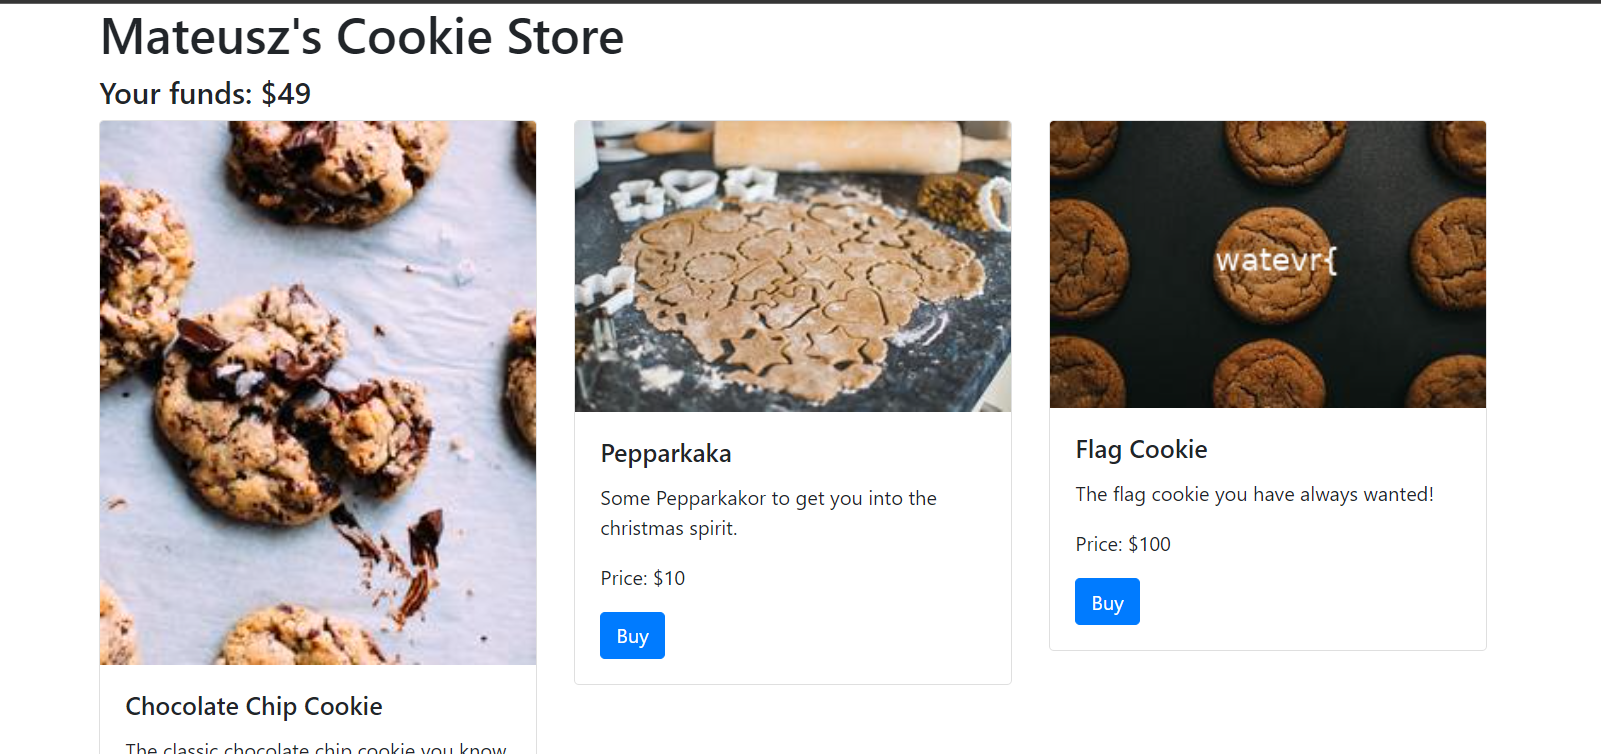 Mateusz's Cookie Store
Your funds: $49
watevr{
Pepparkaka
Some Pepparkakor to get you into the
christmas spirit.
Price: $10
Buy
Flag Cookie
The flag cookie you have always wanted!
Price: $100
Buy
Chocolate Chip Cookie
The classic chocolate chip cookie you know